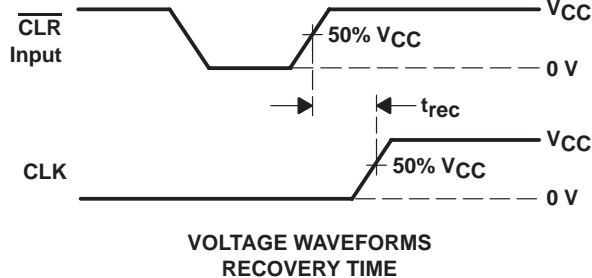 CLR
Input
50% VCC
VCC
0 V
trec
CLK
50% VCC
VCC
0 V
VOLTAGE WAVEFORMS
RECOVERY TIME